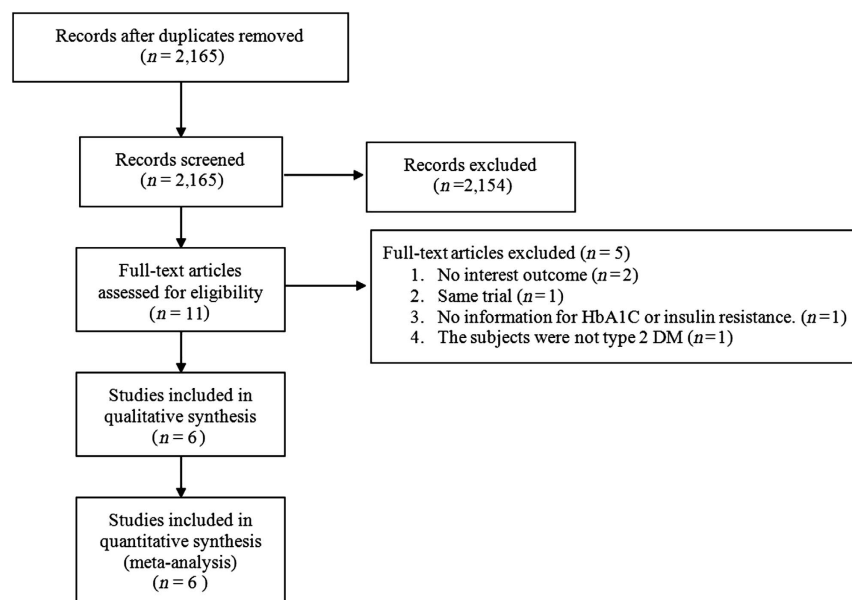 Records after duplicates removed
(n = 2,165)
Records screened
(n = 2,165)
Records excluded
(n =2,154)
Full-text articles
assessed for eligibility
(n = 11)
Full-text articles excluded (n = 5)
1. No interest outcome (n = 2)
2. Same trial (n = 1)
3. No information for HbA1C or insulin resistance. (n = 1)
4. The subjects were not type 2 DM (n = 1)
Studies included in
qualitative synthesis
(n = 6)
Studies included in
quantitative synthesis
(meta-analysis)
(n = 6 )